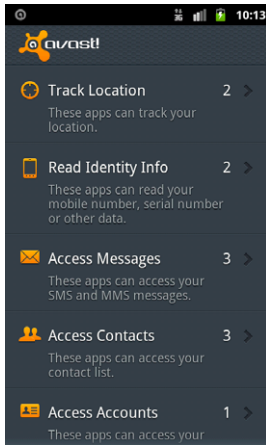 3G
10:13
avast!
Track Location 2
These apps can track your
location.
Read Identity Info 2
These apps can read your
mobile number, serial number
or other data.
Access Messages 3
These apps can access your
SMS and MMS messages.
Access Contacts 3
These apps can access your
contact list.
Access Accounts 1
These apps can access your